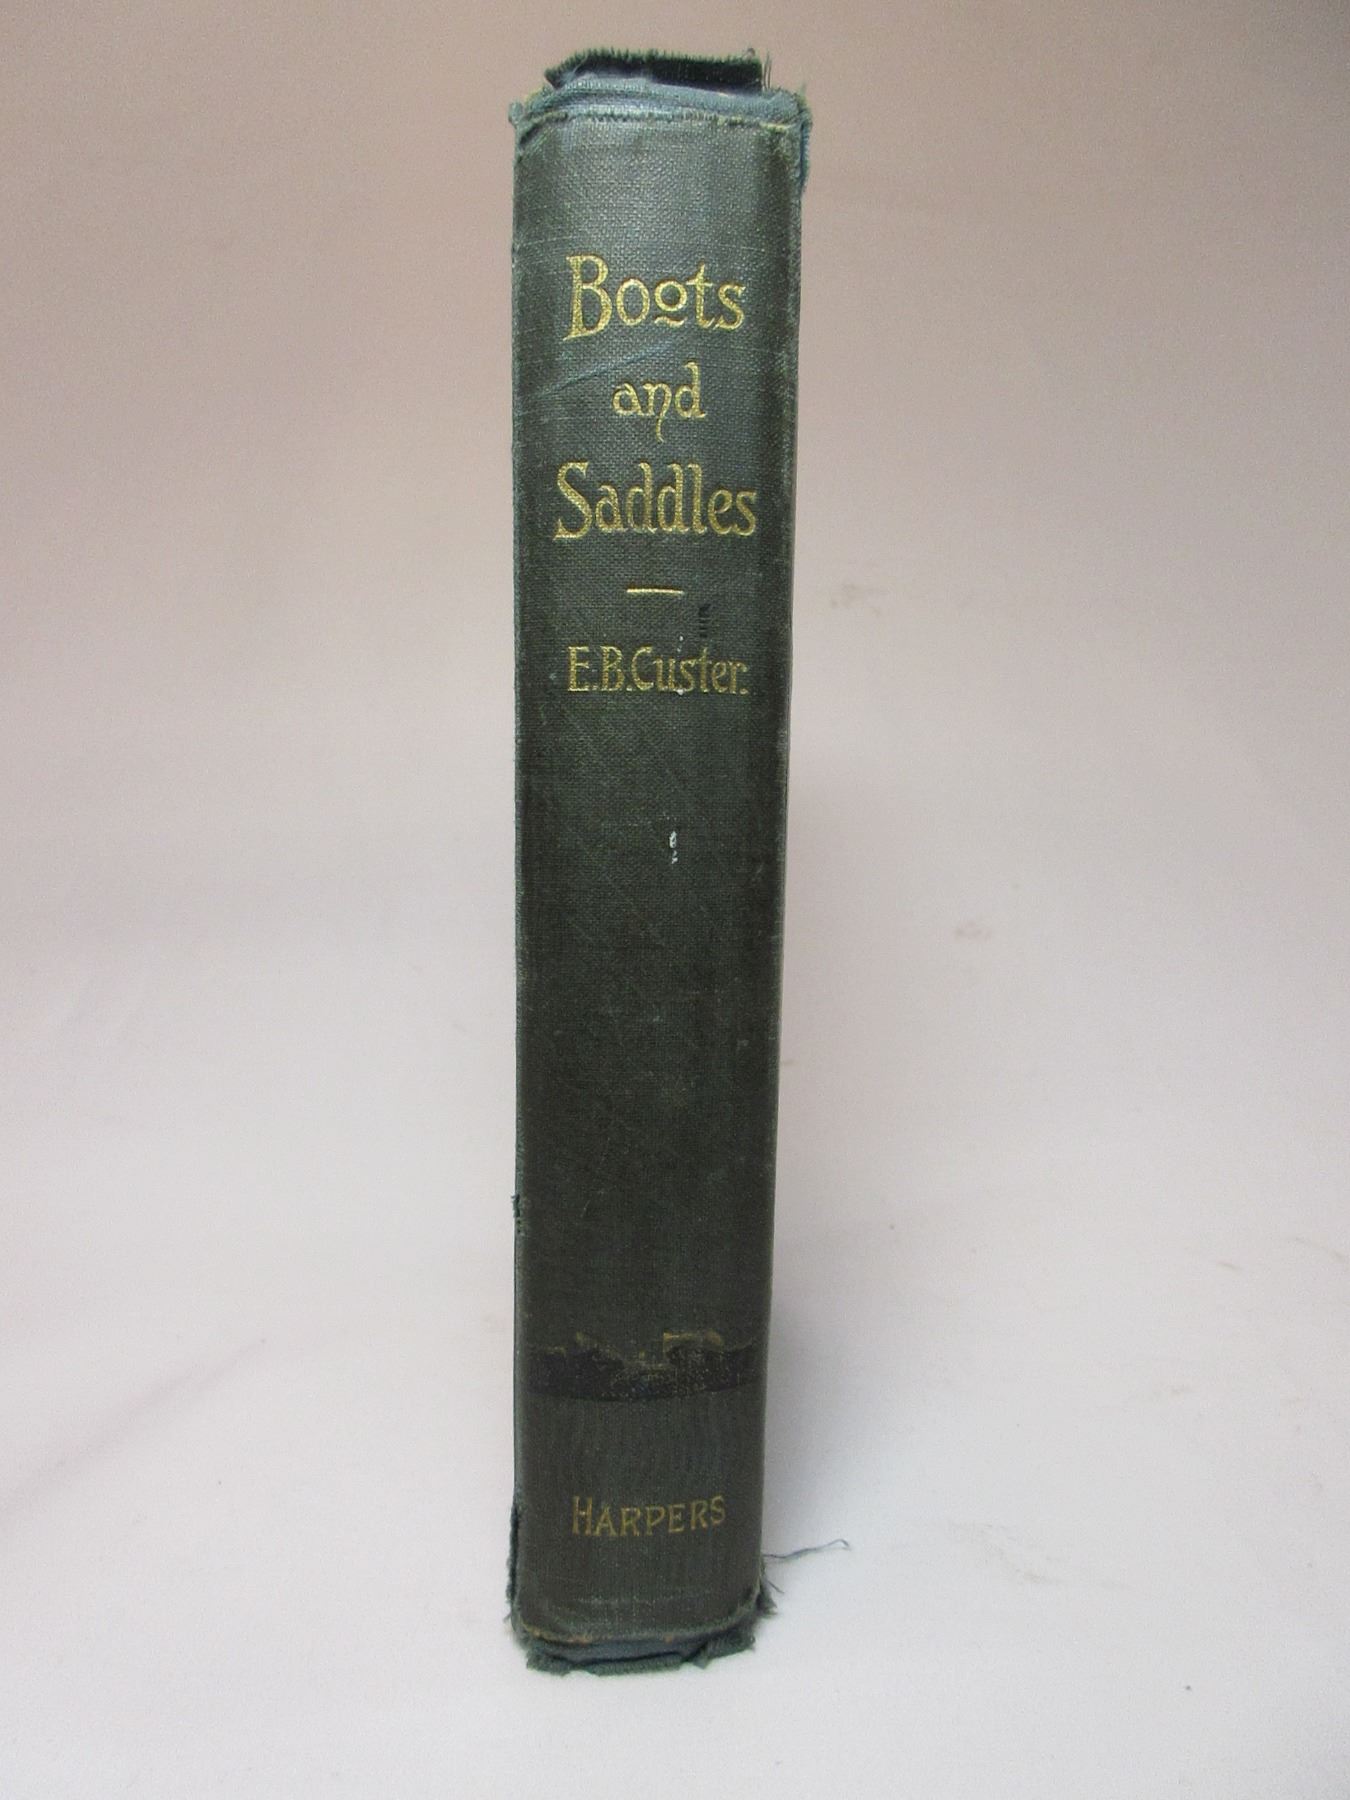 Boots
and
Saddles
E.B.Custer.
HARPERS